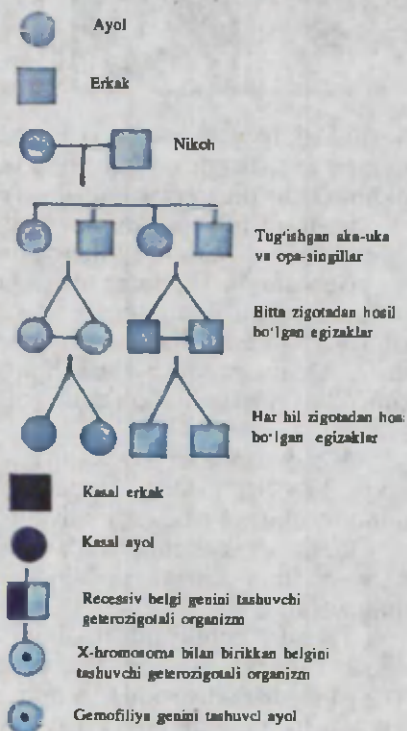 Ayol
Erkak
Nikoh
Tug'ishgan aka-uka
va opa-singillar
Bitta zigotadan hosil
bo'lgan egizaklar
Har hil zigotadan hos
bo'lgan egizaklar
Kasal erkak
Kasal ayol
Recessiv belgi genini tashuvchi
geterozigotali organizm
X-hromosoma bilan birikkan belgini
tashuvchi geterozigotali organizm
Gemofiliya genini tashuvcl ayol